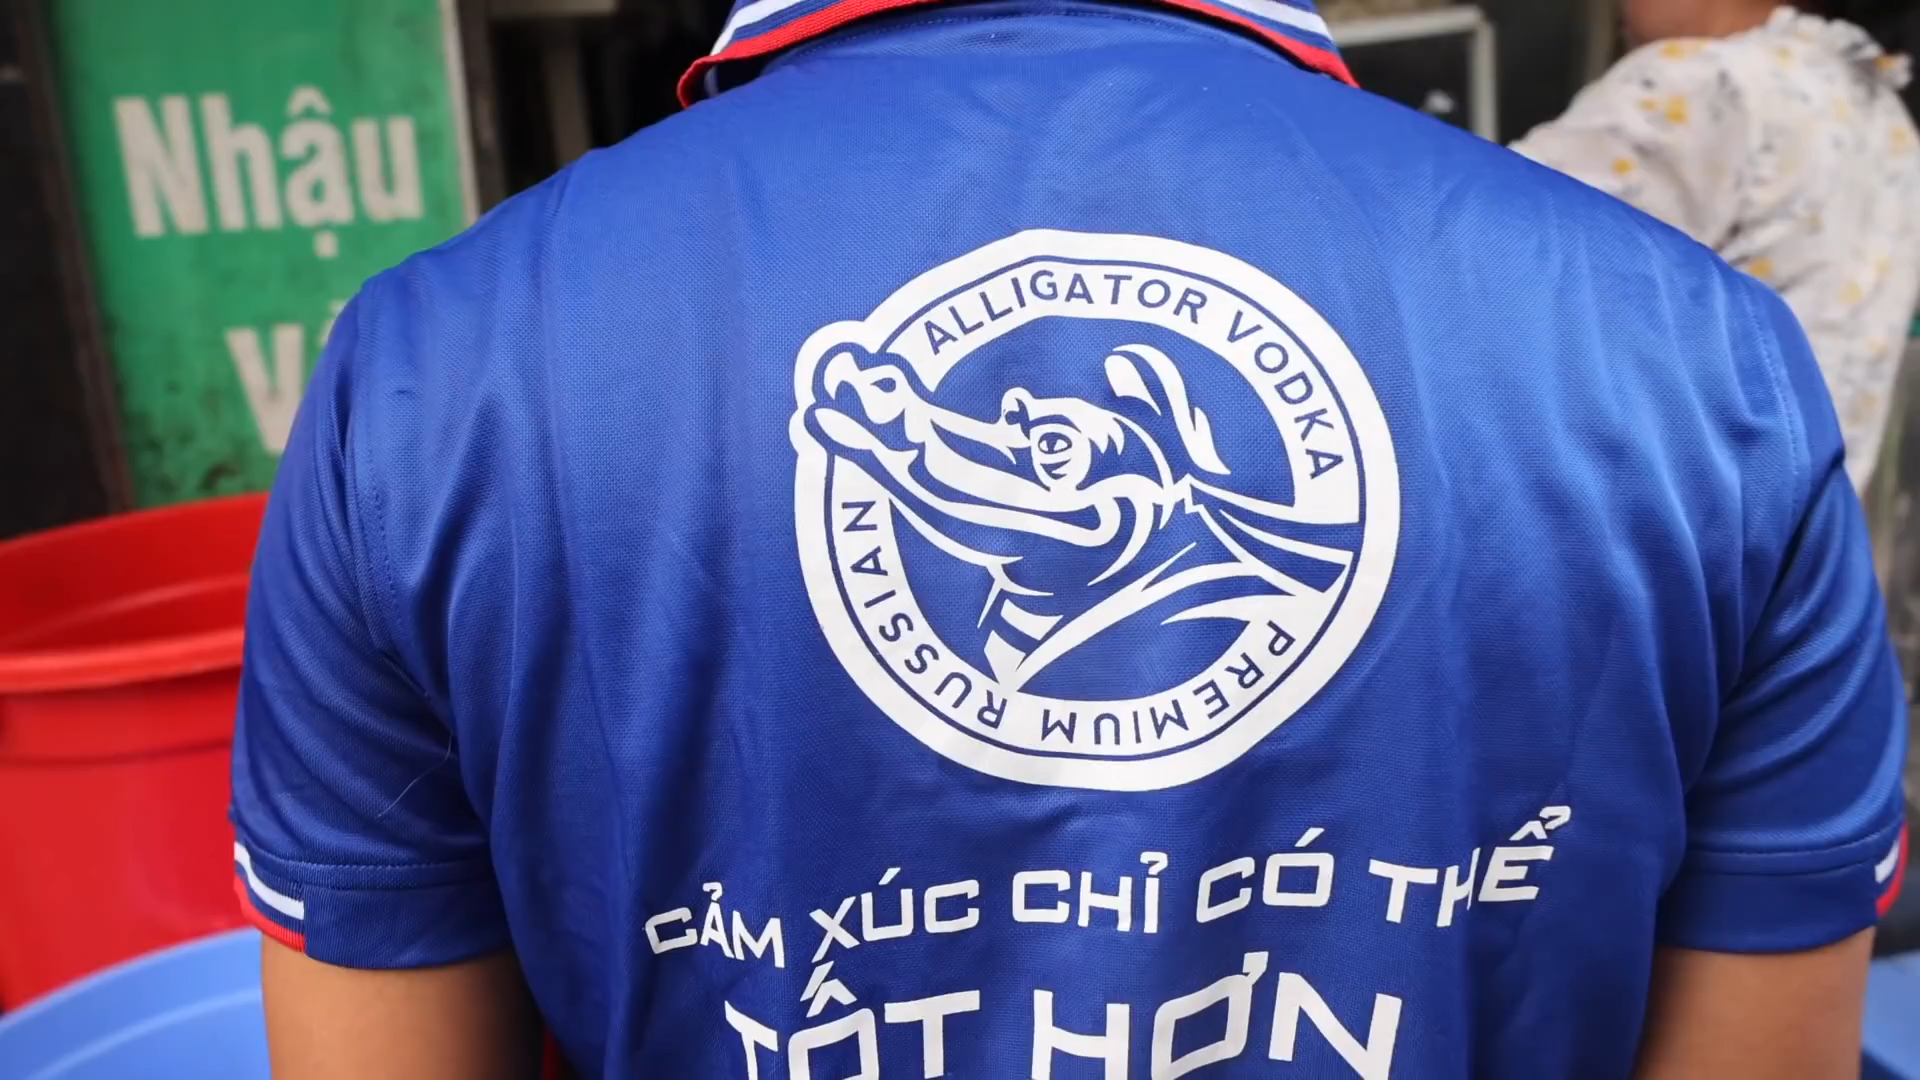 Nhậu
ALLIGATOR VODKA
PREMIUM RUSSIAN
CẢM XÚC CHỈ CÓ THỂ
TỐT HƠN